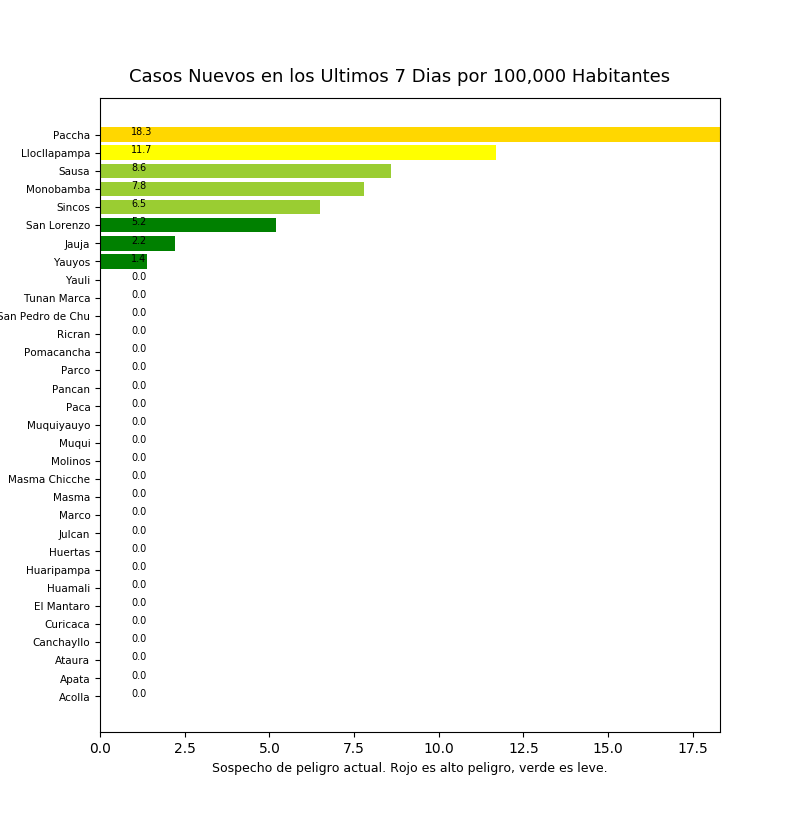 Casos Nuevos en los Ultimos 7 Dias por 100,000 Habitantes
Paccha 18.3
Llocllapampa 11.7
Sausa 8.6
Monobamba 7.8
Sincos 6.5
San Lorenzo 5.2
Jauja 2.2
Yauyos 1.4
Yauli 0.0
Tunan Marca 0.0
San Pedro de Chu 0.0
Ricran 0.0
Pomacancha 0.0
Parco 0.0
Pancan 0.0
Paca 0.0
Muquiyauyo 0.0
Muqui 0.0
Molinos 0.0
Masma Chicche 0.0
Masma 0.0
Marco 0.0
Julcan 0.0
Huertas 0.0
Huaripampa 0.0
Huamali 0.0
El Mantaro 0.0
Curicaca 0.0
Canchayllo 0.0
Ataura 0.0
Apata 0.0
Acolla 0.0
0.0 2.5 5.0 7.5 10.0 12.5 15.0 17.5
Sospecho de peligro actual. Rojo es alto peligro, verde es leve.